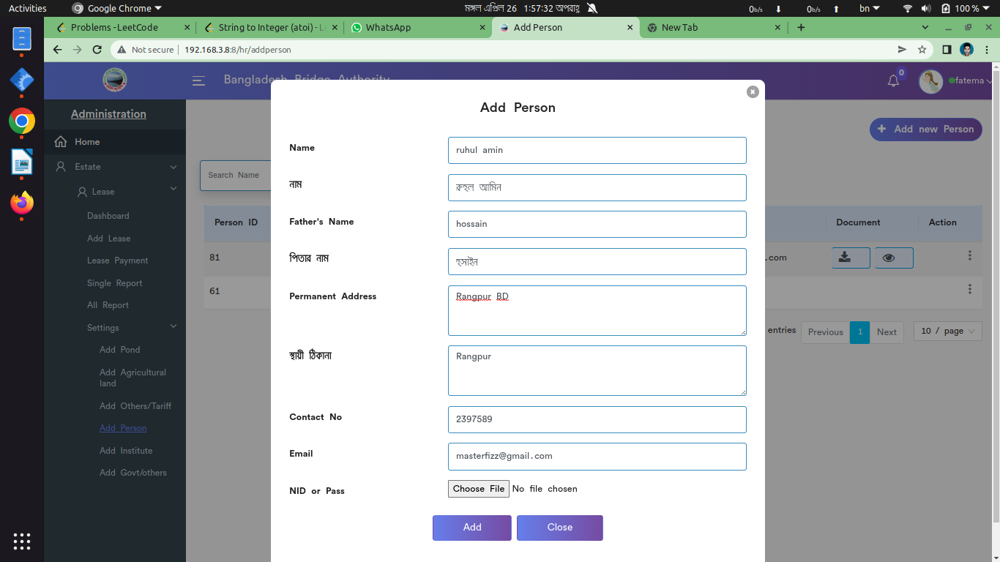 Activities
Google Chrome
মঙ্গল এপ্রিল 26 1:57:32 অপরাহ্ণ
0b/s
0b/s
bn
100 %
Problems - LeetCode
String to Integer (atoi) - L
WhatsApp
Add Person
New Tab
Not secure
192.168.3.8:8/hr/addperson
Bangladesh Bridge Authority
0
fatema
Administration
Home
Estate
Lease
Dashboard
Add Lease
Lease Payment
Single Report
All Report
Settings
Add Pond
Add Agricultural
land
Add Others/Tariff
Add Person
Add Institute
Add Govt/others
+ Add new Person
Search Name
Person ID
Document
Action
81
.com
61
entries
Previous
1
Next
10 / page
Add Person
Name
ruhul amin
নাম
রুহুল আমিন
Father's Name
hossain
পিতার নাম
হুসাইন
Permanent Address
Rangpur BD
স্থায়ী ঠিকানা
Rangpur
Contact No
2397589
Email
masterfizz@gmail.com
NID or Pass
Choose File No file chosen
Add
Close